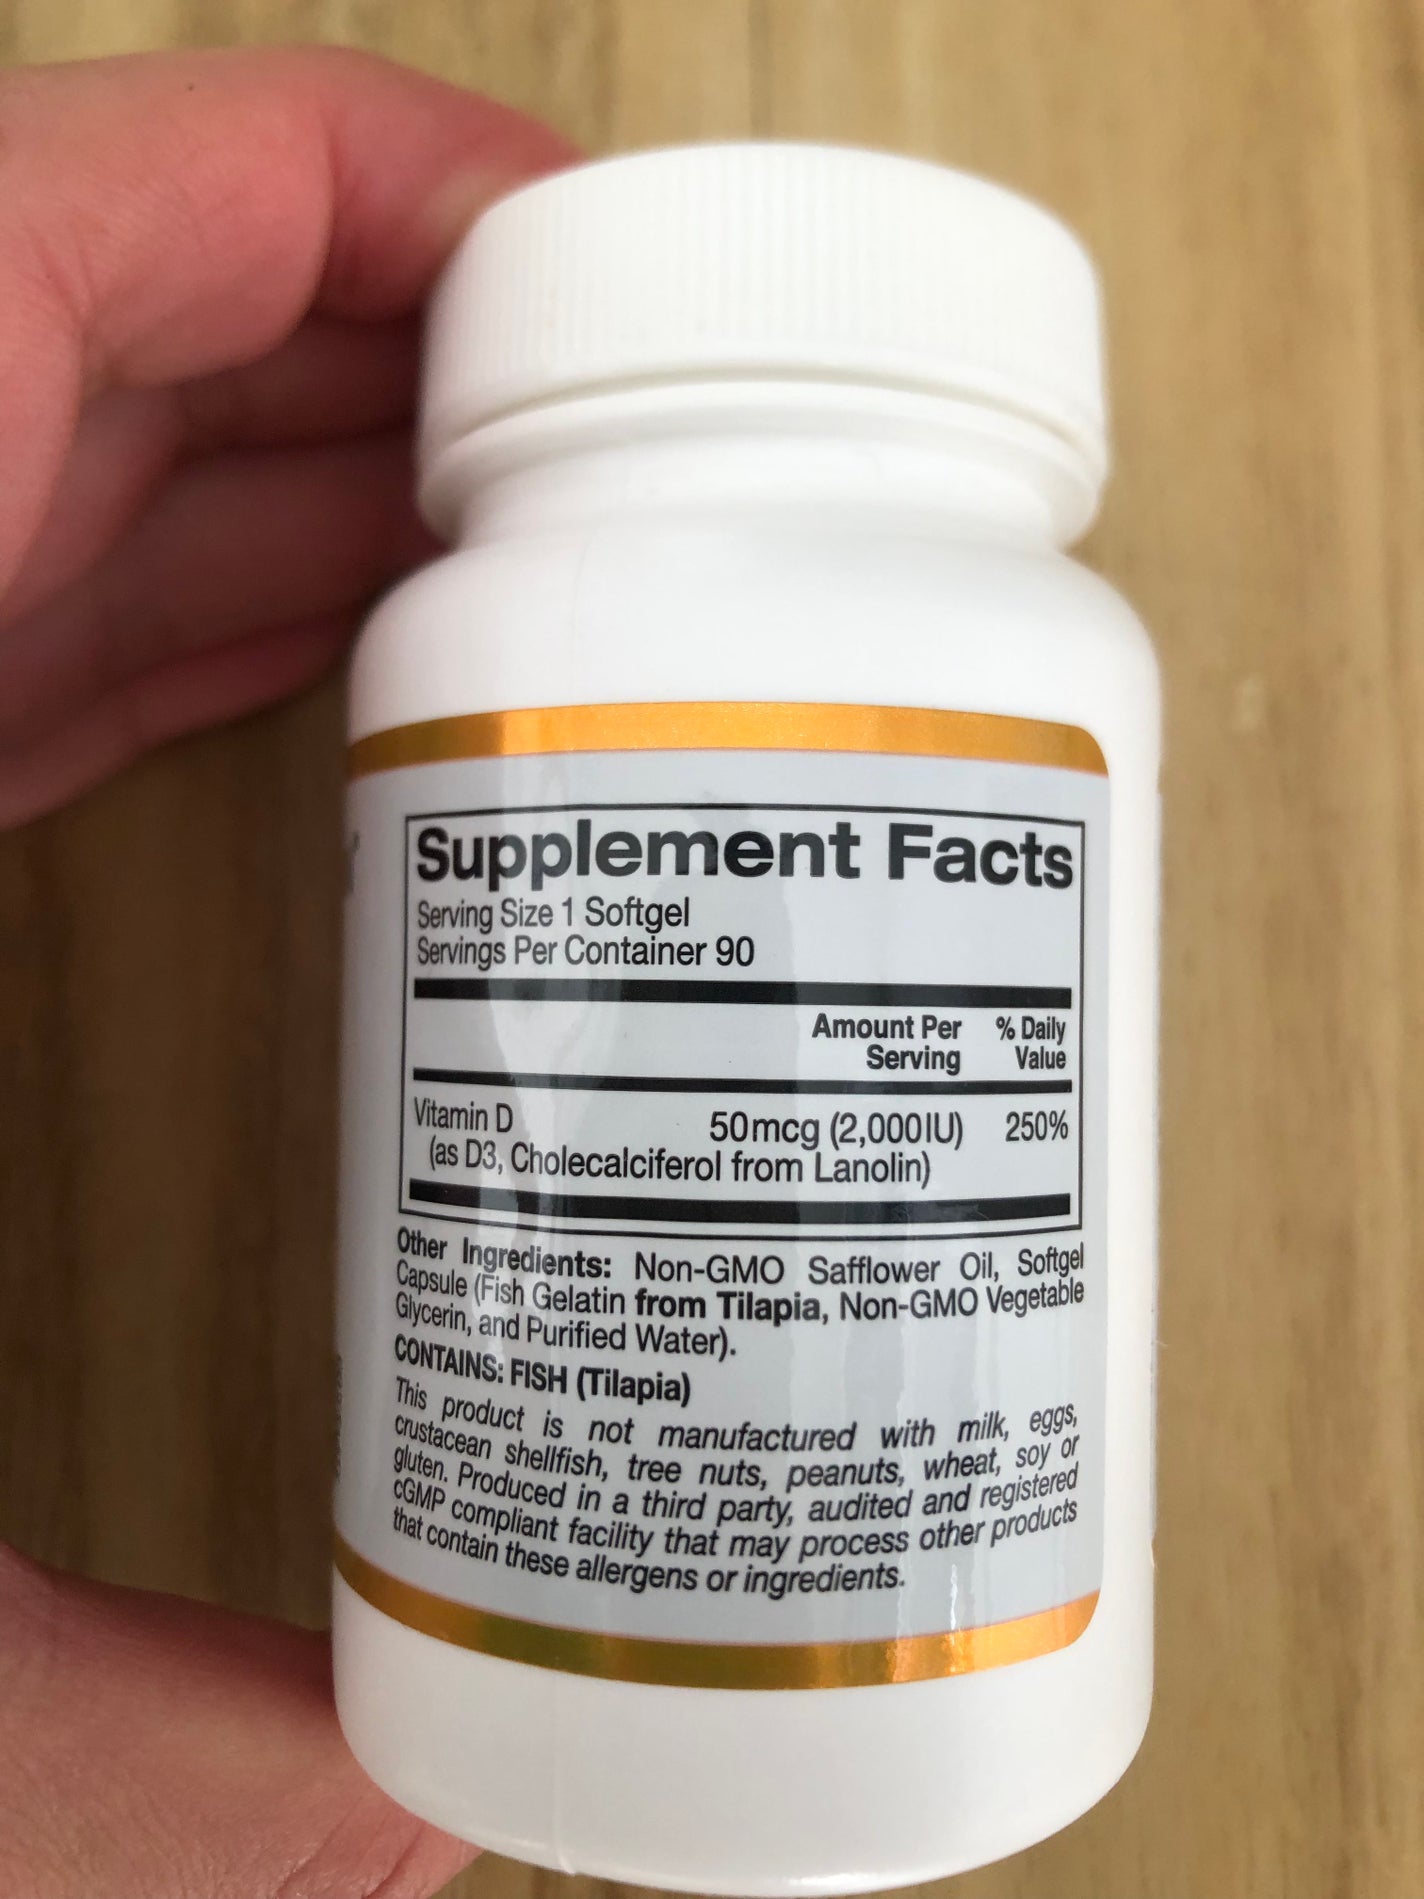 Supplement Facts
Serving Size 1 Softgel
Servings Per Container 90
Amount Per % Daily
Serving Value
Vitamin D 50mcg (2,000IU) 250%
(as D3, Cholecalciferol from Lanolin)
Other Ingredients: Non-GMO Safflower Oil, Softgel
Capsule (Fish Gelatin from Tilapia, Non-GMO Vegetable
Glycerin, and Purified Water).
CONTAINS: FISH (Tilapia)
This product is not manufactured with milk, eggs,
crustacean shellfish, tree nuts, peanuts, wheat, soy or
gluten. Produced in a third party, audited and registered
cGMP compliant facility that may process other products
that contain these allergens or ingredients.